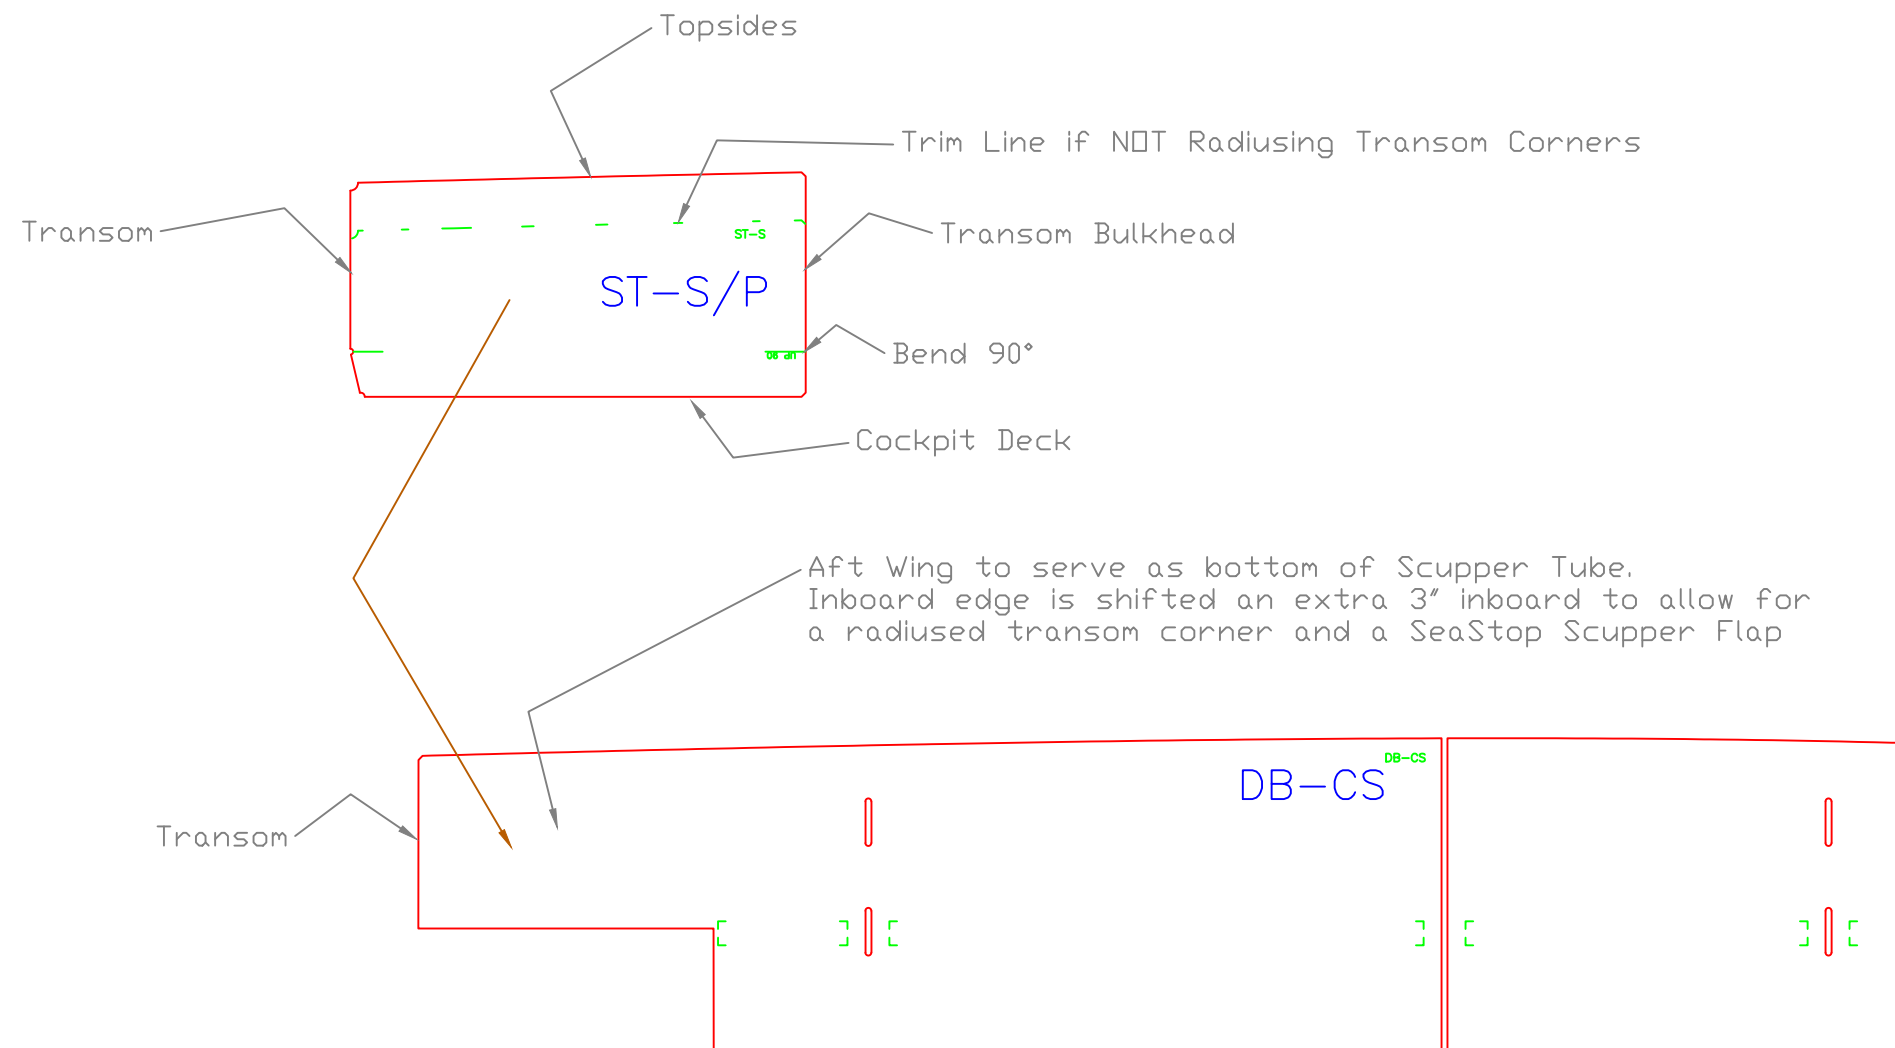 Topsides
Trim Line if NOT Radiusing Transom Corners
Transom
Transom Bulkhead
ST-S
ST-S/P
UP 90
Bend 90°
Cockpit Deck
Aft Wing to serve as bottom of Scupper Tube.
Inboard edge is shifted an extra 3" inboard to allow for
a radiused transom corner and a SeaStop Scupper Flap
DB-CS
DB-CS
Transom